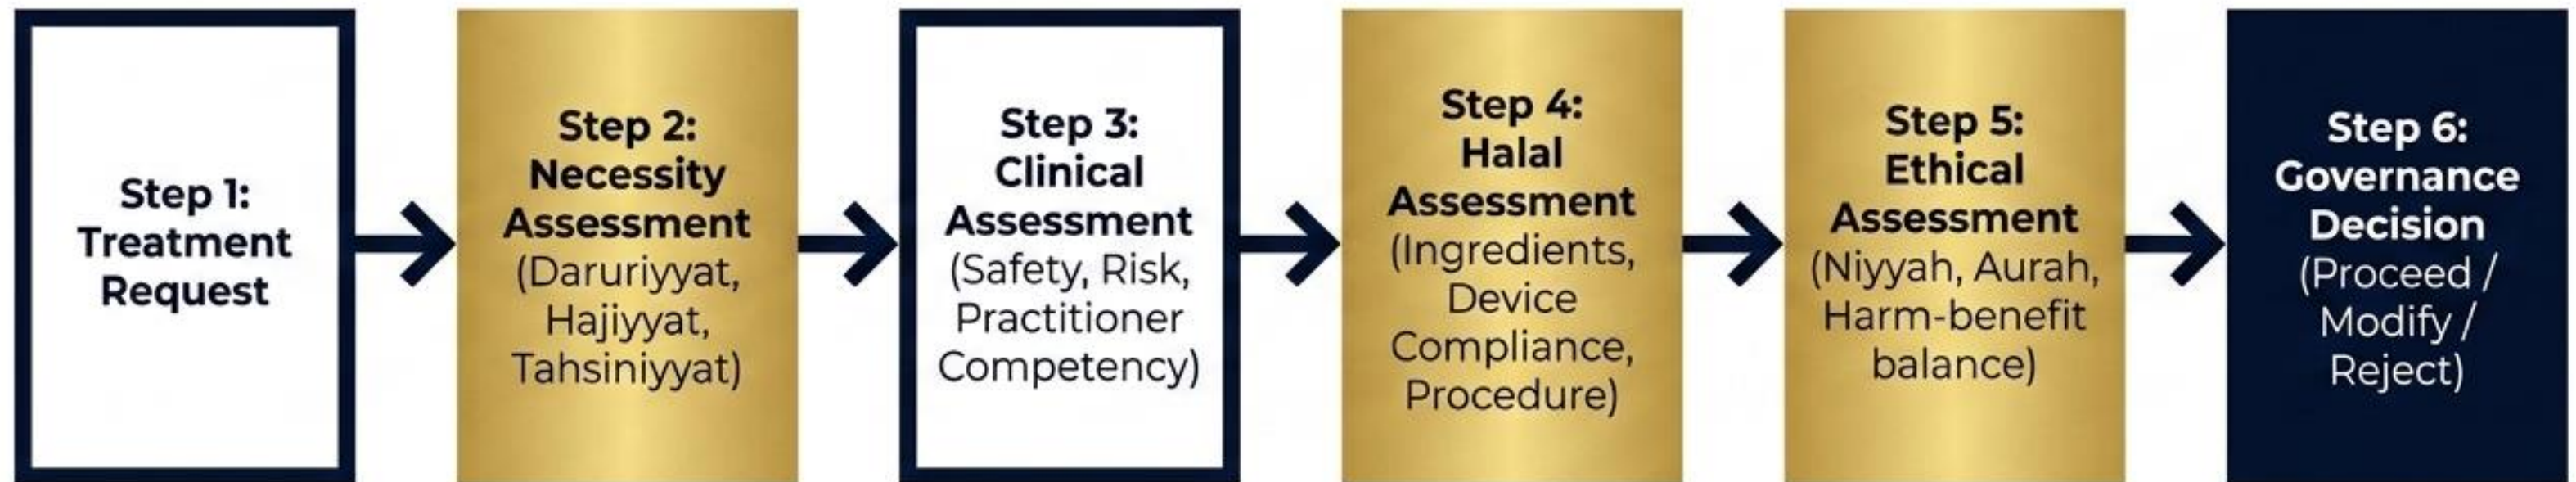 Step 1:
Treatment
Request
Step 2:
Necessity
Assessment
(Daruriyyat,
Hajiyyat,
Tahsiniyyat)
Step 3:
Clinical
Assessment
(Safety, Risk,
Practitioner
Competency)
Step 4:
Halal
Assessment
(Ingredients,
Device
Compliance,
Procedure)
Step 5:
Ethical
Assessment
(Niyyah, Aurah,
Harm-benefit
balance)
Step 6:
Governance
Decision
(Proceed /
Modify /
Reject)